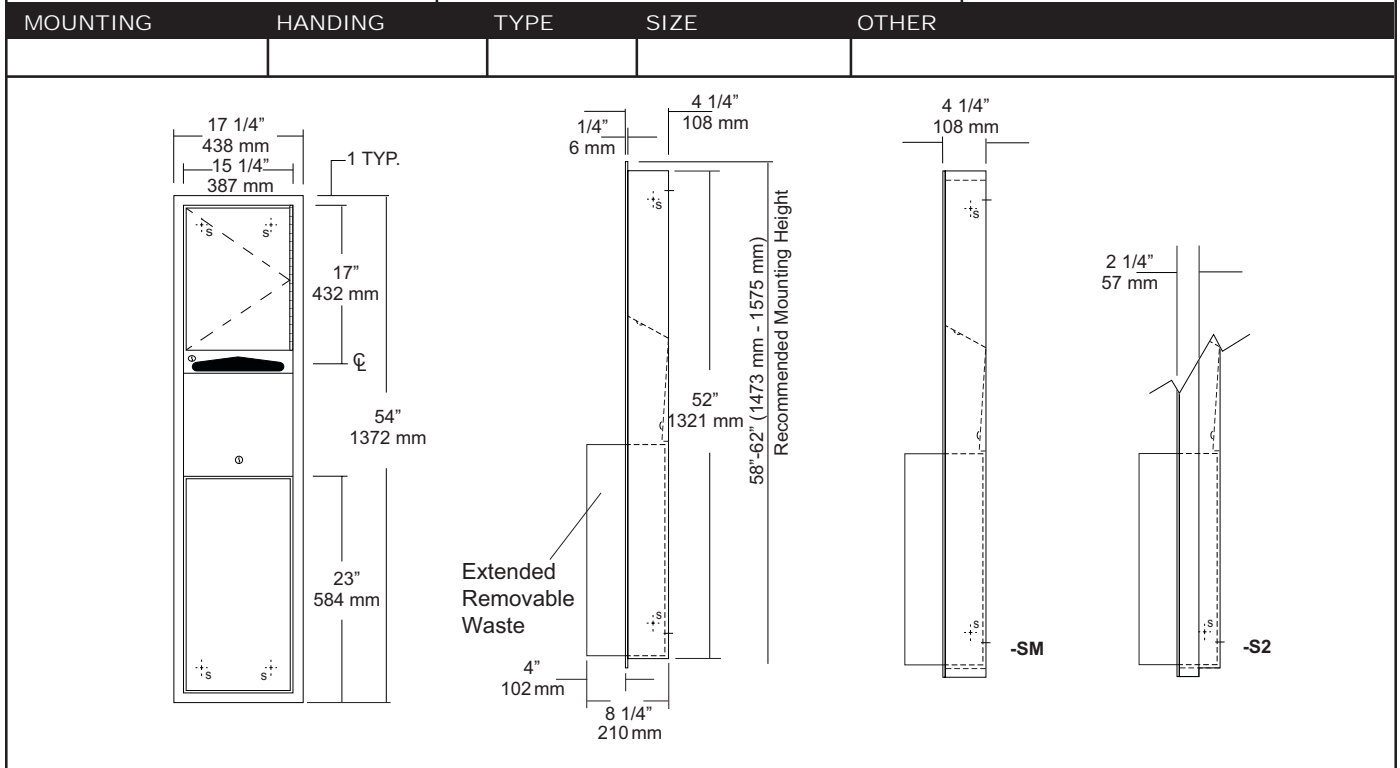 MOUNTING HANDING TYPE SIZE OTHER
17 1/4”
438 mm
15 1/4”
387 mm
1 TYP.
S
S
17”
432 mm
℄
54”
1372 mm
23”
584 mm
S
S
1/4”
6 mm
4 1/4”
108 mm
S
52”
1321 mm
58”-62” (1473 mm - 1575 mm)
Recommended Mounting Height
Extended
Removable
Waste
S
4”
102 mm
8 1/4”
210 mm
4 1/4”
108 mm
S
S
-SM
2 1/4”
57 mm
S
-S2